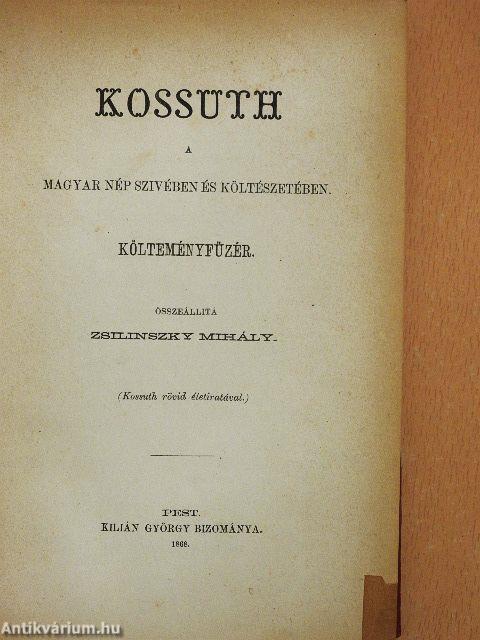 KOSSUTH
A
MAGYAR NÉP SZIVÉBEN ÉS KÖLTÉSZETÉBEN.
KÖLTEMÉNYFÜZÉR.
ÖSSZEÁLLITÁ
ZSILINSZKY MIHÁLY.
(Kossuth rövid életiratával.)
PEST.
KILIÁN GYÖRGY BIZOMÁNYA.
1868.
Antikvárium.hu